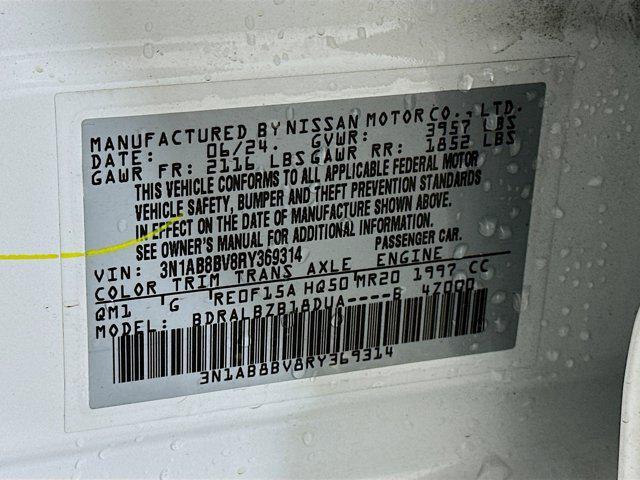 MANUFACTURED BY NISSAN MOTOR CO., LTD.
DATE: 06/24. GVWR: 3957 LBS
GAWR FR: 2116 LBS GAWR RR: 1852 LBS
THIS VEHICLE CONFORMS TO ALL APPLICABLE FEDERAL MOTOR
VEHICLE SAFETY, BUMPER AND THEFT PREVENTION STANDARDS
IN EFFECT ON THE DATE OF MANUFACTURE SHOWN ABOVE.
SEE OWNER'S MANUAL FOR ADDITIONAL INFORMATION.
VIN: 3N1AB8BV8RY369314 PASSENGER CAR.
COLOR TRIM TRANS AXLE ENGINE
QM1 G RE0F15A HQ50 MR20 1997 CC
MODEL: BDRALBZB18DUA----B 47000
3N1AB8BV8RY369314